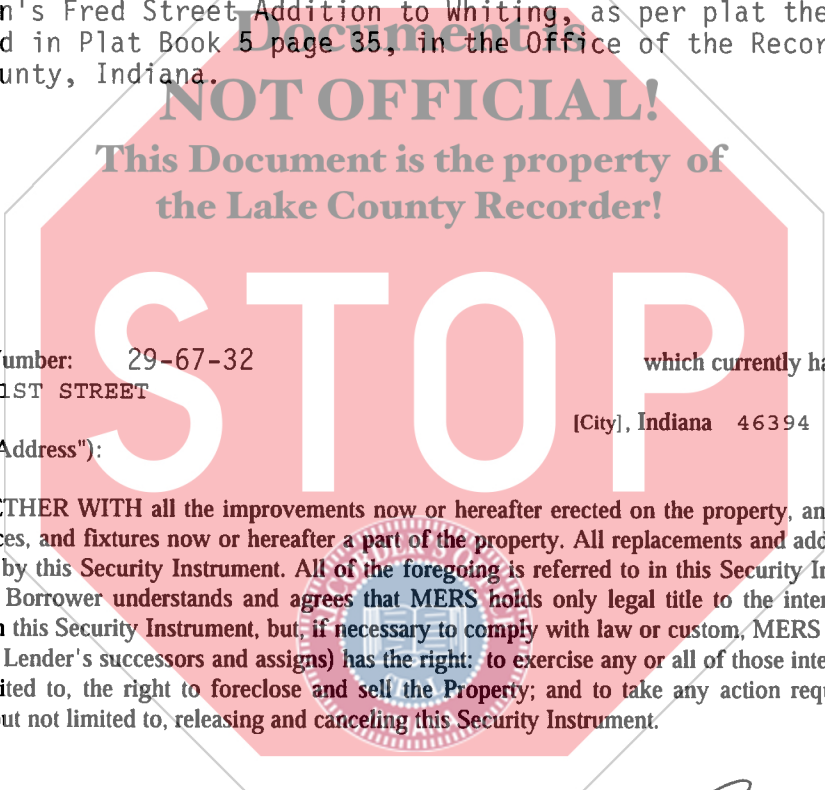 n's Fred Street Addition to Whiting, as per plat the
d in Plat Book 5 page 35, in the Office of the Recor
unty, Indiana.
Document is
NOT OFFICIAL!
This Document is the property of
the Lake County Recorder!
STOP
umber: 29-67-32 which currently ha
1ST STREET
[City], Indiana 46394
Address"):
ETHER WITH all the improvements now or hereafter erected on the property, an
ces, and fixtures now or hereafter a part of the property. All replacements and add
by this Security Instrument. All of the foregoing is referred to in this Security In
Borrower understands and agrees that MERS holds only legal title to the inter
n this Security Instrument, but, if necessary to comply with law or custom, MERS
Lender's successors and assigns) has the right: to exercise any or all of those inte
ited to, the right to foreclose and sell the Property; and to take any action requ
ut not limited to, releasing and canceling this Security Instrument.